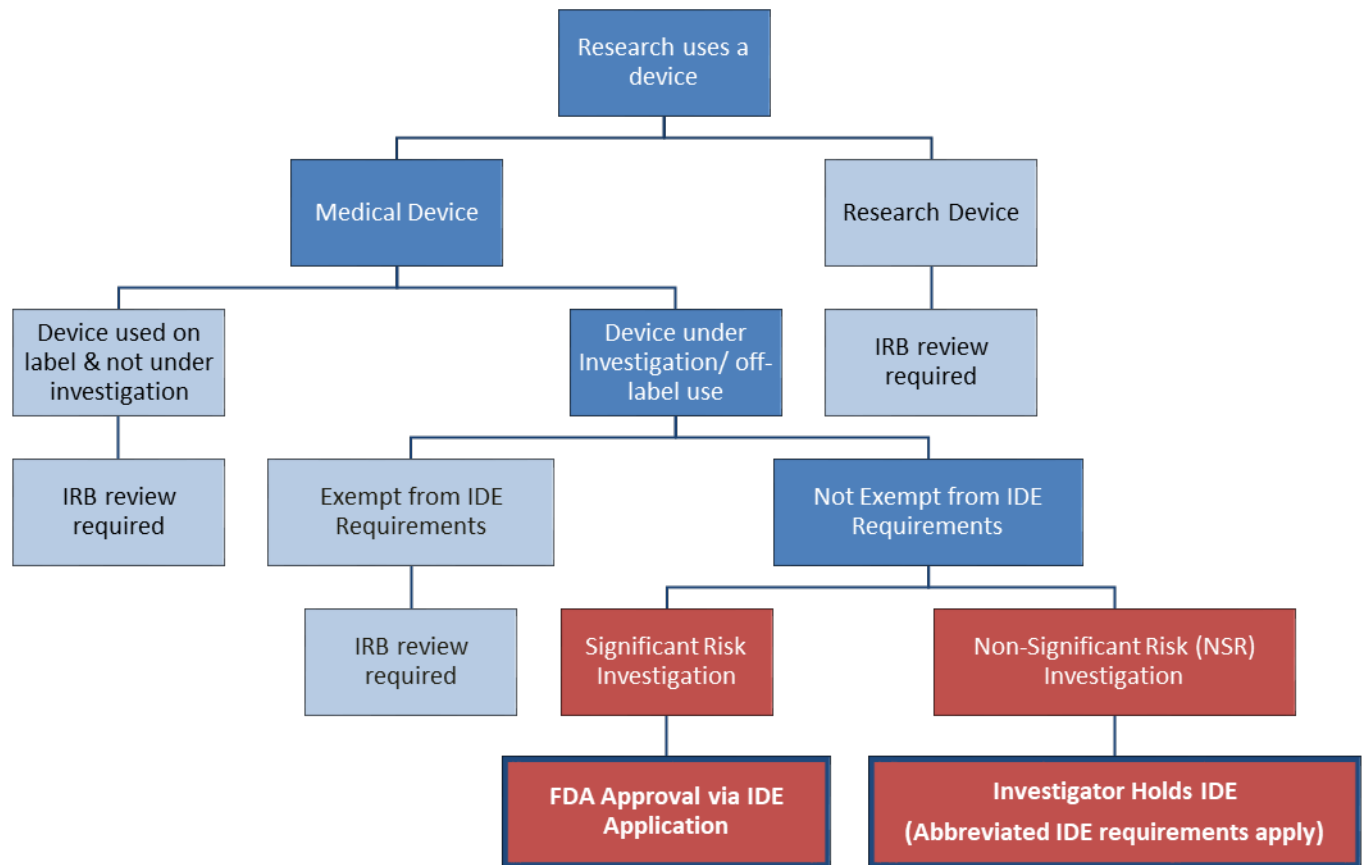 Research uses a
device
Medical Device
Research Device
Device used on
label & not under
investigation
Device under
Investigation/ off-
label use
IRB review
required
IRB review
required
Exempt from IDE
Requirements
Not Exempt from IDE
Requirements
IRB review
required
Significant Risk
Investigation
Non-Significant Risk (NSR)
Investigation
FDA Approval via IDE
Application
Investigator Holds IDE
(Abbreviated IDE requirements apply)